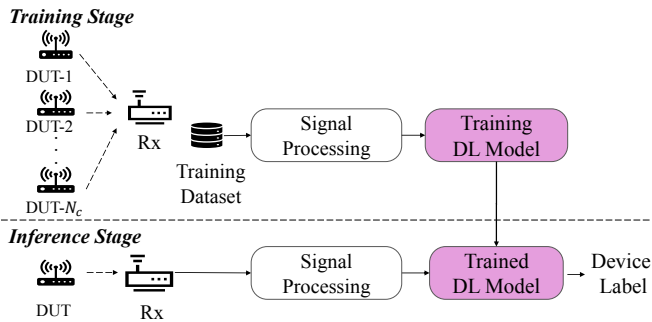 Training Stage
DUT-1
DUT-2
DUT-N_c
Rx
Training
Dataset
Signal
Processing
Training
DL Model
Inference Stage
DUT
Rx
Signal
Processing
Trained
DL Model
Device
Label